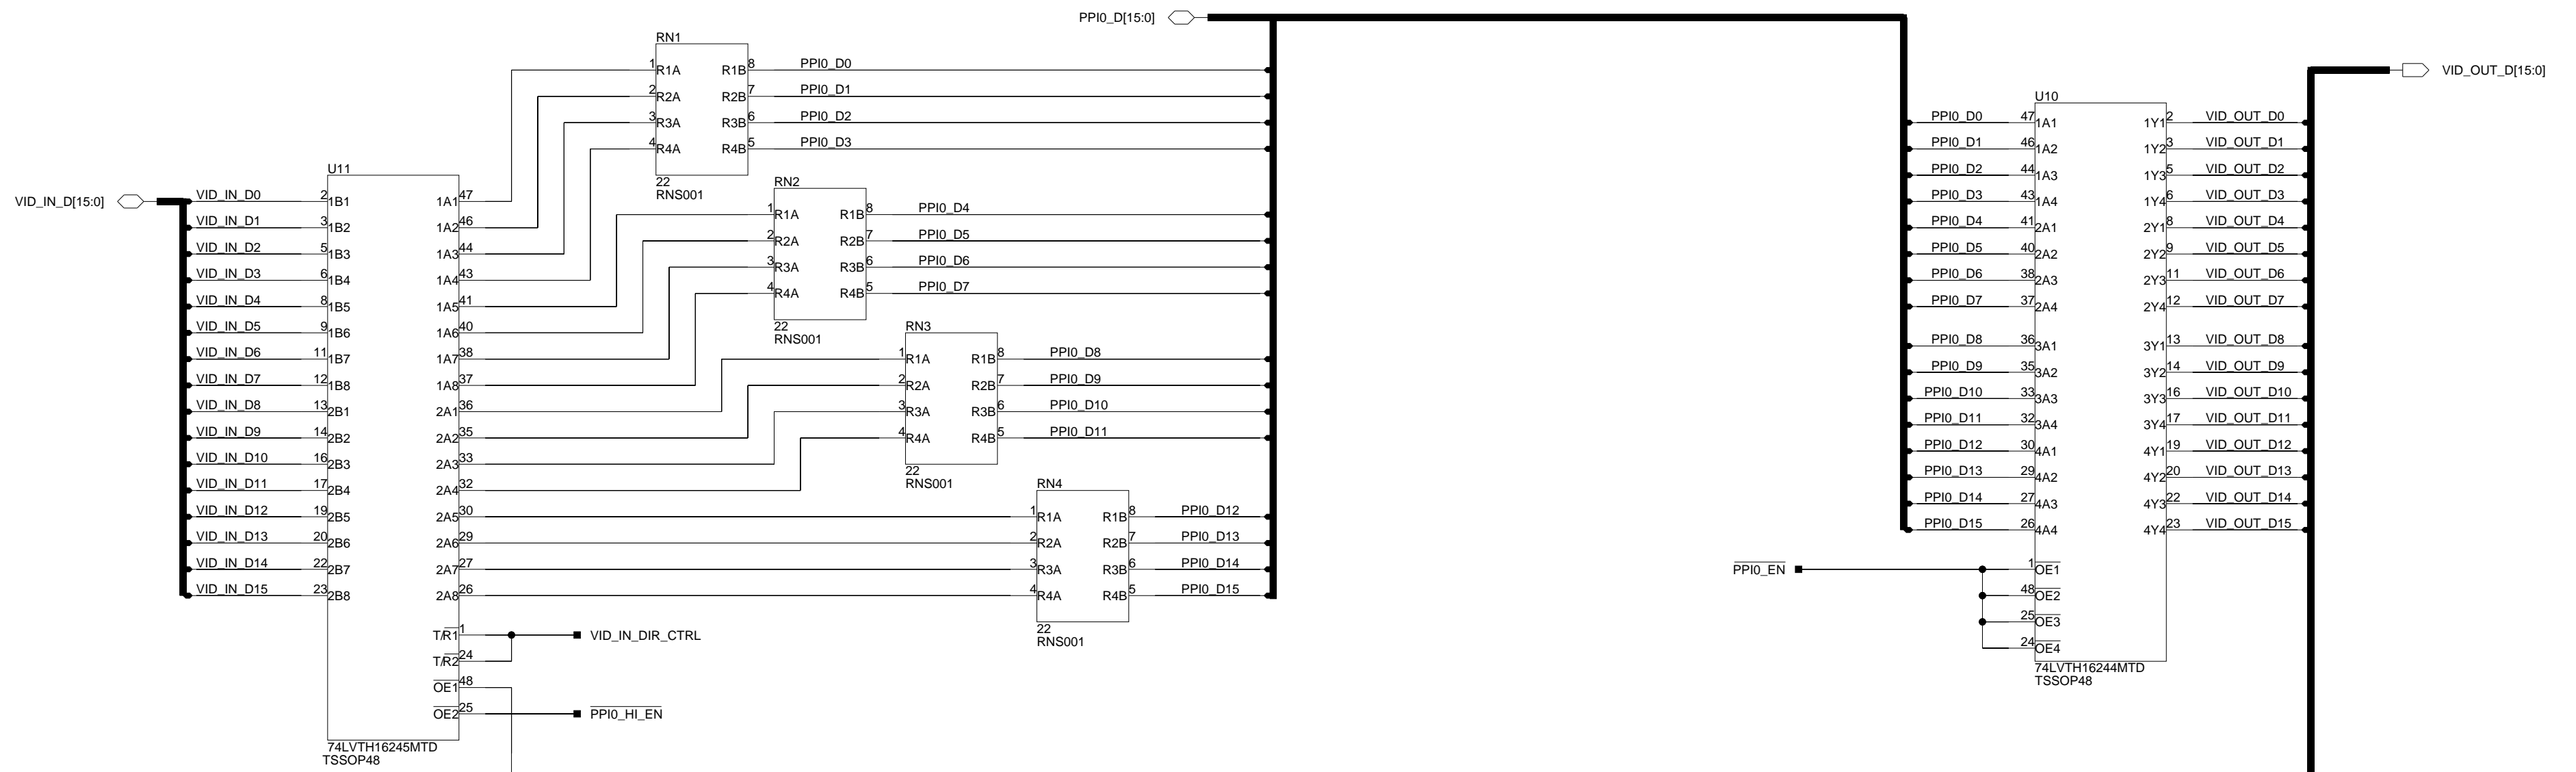 PPI0_D[15:0]
VID_OUT_D[15:0]
VID_IN_D[15:0]
RN1
1 R1A R1B 8 PPI0_D0
2 R2A R2B 7 PPI0_D1
3 R3A R3B 6 PPI0_D2
4 R4A R4B 5 PPI0_D3
22
RNS001
RN2
1 R1A R1B 8 PPI0_D4
2 R2A R2B 7 PPI0_D5
3 R3A R3B 6 PPI0_D6
4 R4A R4B 5 PPI0_D7
22
RNS001
RN3
1 R1A R1B 8 PPI0_D8
2 R2A R2B 7 PPI0_D9
3 R3A R3B 6 PPI0_D10
4 R4A R4B 5 PPI0_D11
22
RNS001
RN4
1 R1A R1B 8 PPI0_D12
2 R2A R2B 7 PPI0_D13
3 R3A R3B 6 PPI0_D14
4 R4A R4B 5 PPI0_D15
22
RNS001
U11
VID_IN_D0 2 1B1 1A1 47
VID_IN_D1 3 1B2 1A2 46
VID_IN_D2 5 1B3 1A3 44
VID_IN_D3 6 1B4 1A4 43
VID_IN_D4 8 1B5 1A5 41
VID_IN_D5 9 1B6 1A6 40
VID_IN_D6 11 1B7 1A7 38
VID_IN_D7 12 1B8 1A8 37
VID_IN_D8 13 2B1 2A1 36
VID_IN_D9 14 2B2 2A2 35
VID_IN_D10 16 2B3 2A3 33
VID_IN_D11 17 2B4 2A4 32
VID_IN_D12 19 2B5 2A5 30
VID_IN_D13 20 2B6 2A6 29
VID_IN_D14 22 2B7 2A7 27
VID_IN_D15 23 2B8 2A8 26
T/R1 1 VID_IN_DIR_CTRL
T/R2 24
OE1 48
OE2 25 PPI0_HI_EN
74LVTH16245MTD
TSSOP48
U10
PPI0_D0 47 1A1 1Y1 2 VID_OUT_D0
PPI0_D1 46 1A2 1Y2 3 VID_OUT_D1
PPI0_D2 44 1A3 1Y3 5 VID_OUT_D2
PPI0_D3 43 1A4 1Y4 6 VID_OUT_D3
PPI0_D4 41 2A1 2Y1 8 VID_OUT_D4
PPI0_D5 40 2A2 2Y2 9 VID_OUT_D5
PPI0_D6 38 2A3 2Y3 11 VID_OUT_D6
PPI0_D7 37 2A4 2Y4 12 VID_OUT_D7
PPI0_D8 36 3A1 3Y1 13 VID_OUT_D8
PPI0_D9 35 3A2 3Y2 14 VID_OUT_D9
PPI0_D10 33 3A3 3Y3 16 VID_OUT_D10
PPI0_D11 32 3A4 3Y4 17 VID_OUT_D11
PPI0_D12 30 4A1 4Y1 19 VID_OUT_D12
PPI0_D13 29 4A2 4Y2 20 VID_OUT_D13
PPI0_D14 27 4A3 4Y3 22 VID_OUT_D14
PPI0_D15 26 4A4 4Y4 23 VID_OUT_D15
PPI0_EN 1 OE1
48 OE2
25 OE3
24 OE4
74LVTH16244MTD
TSSOP48